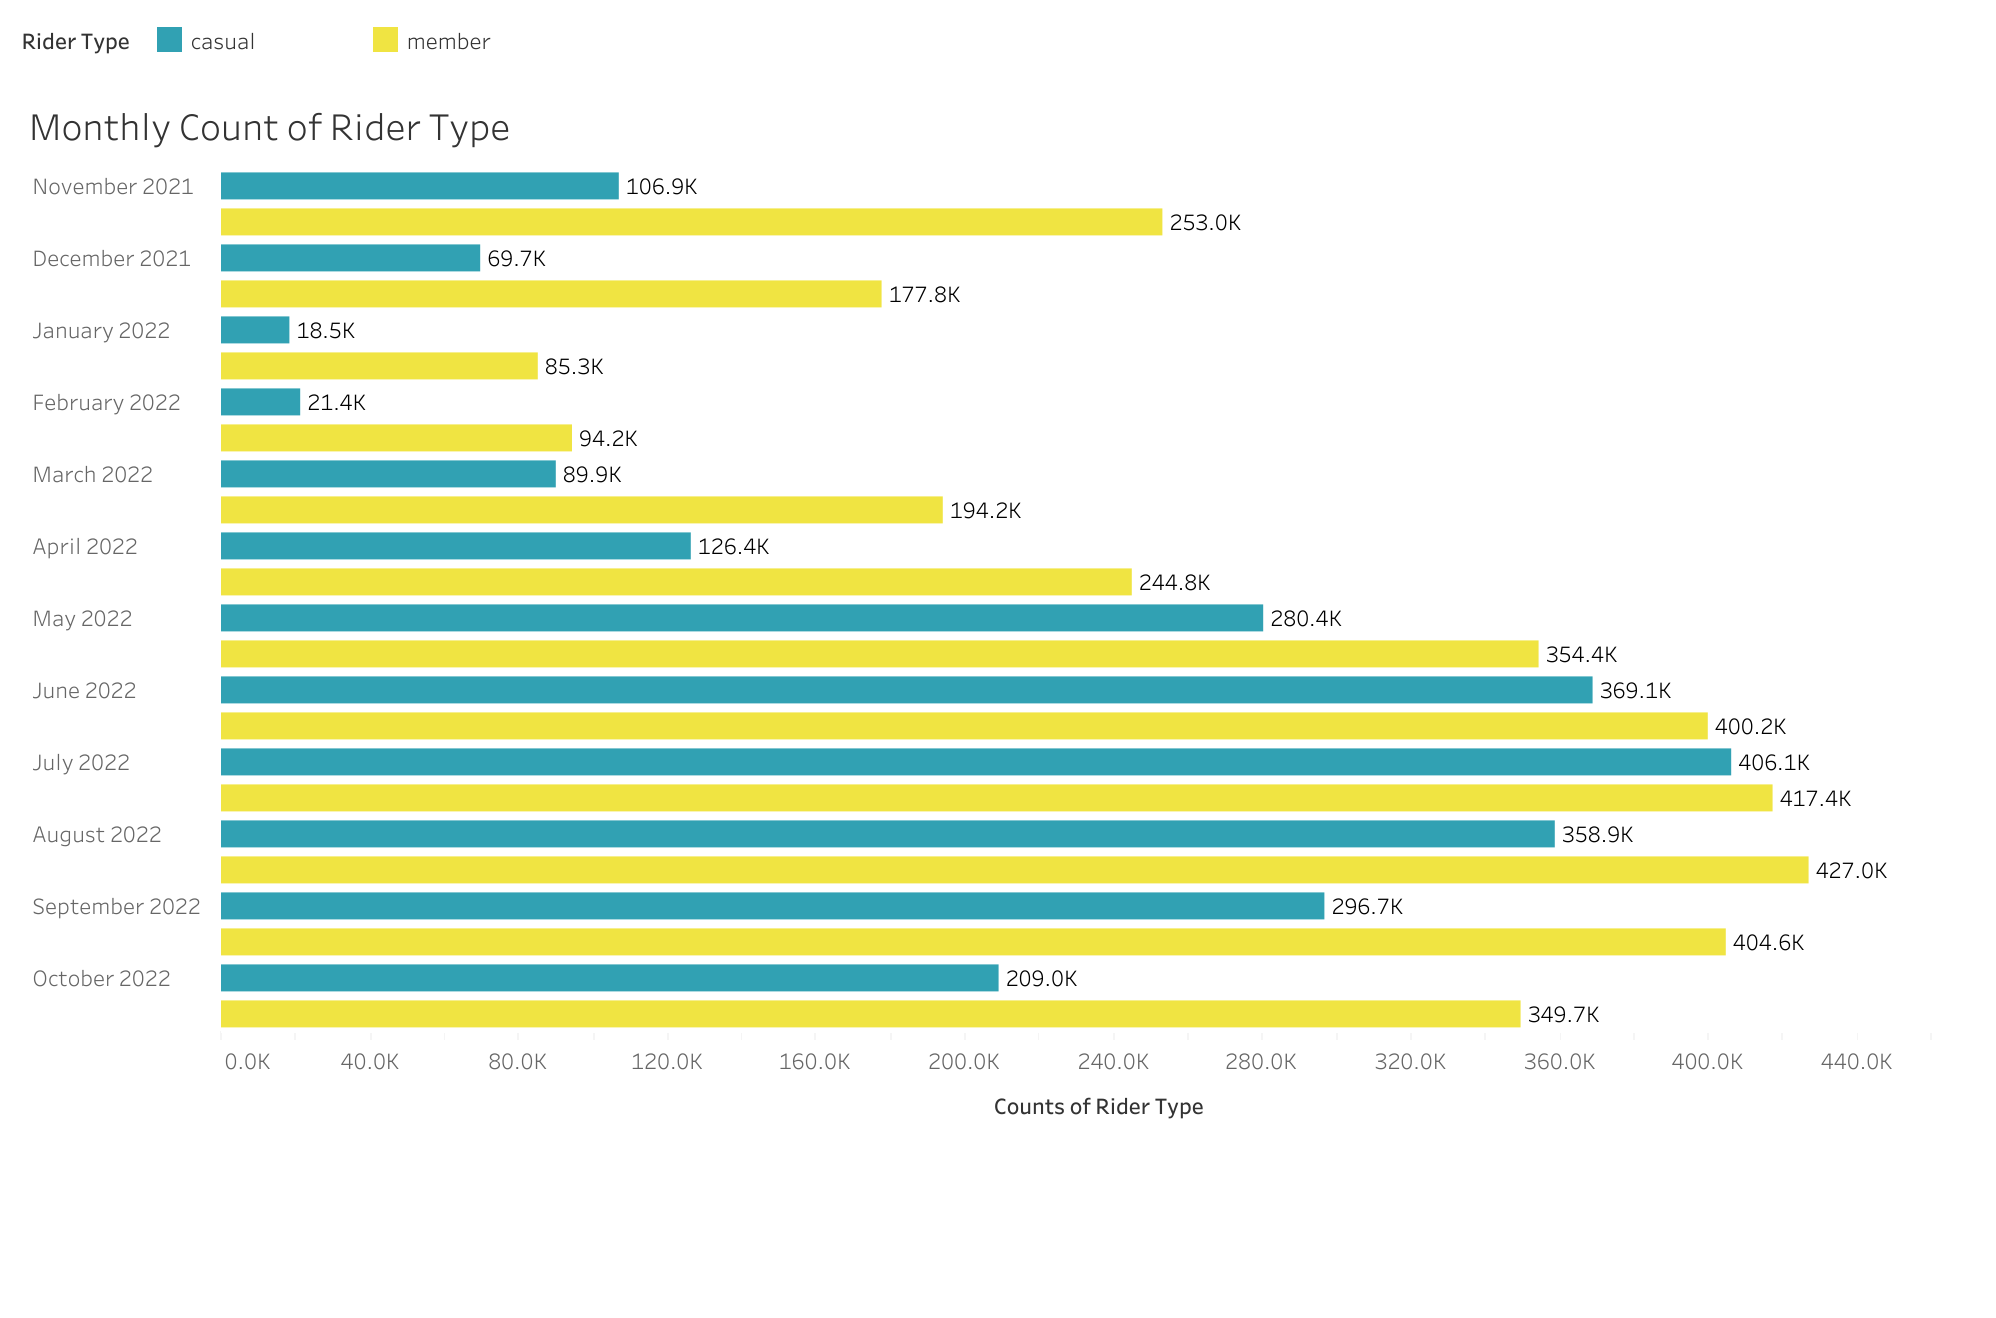 Rider Type casual member
Monthly Count of Rider Type
November 2021 106.9K
253.0K
December 2021 69.7K
177.8K
January 2022 18.5K
85.3K
February 2022 21.4K
94.2K
March 2022 89.9K
194.2K
April 2022 126.4K
244.8K
May 2022 280.4K
354.4K
June 2022 369.1K
400.2K
July 2022 406.1K
417.4K
August 2022 358.9K
427.0K
September 2022 296.7K
404.6K
October 2022 209.0K
349.7K
0.0K 40.0K 80.0K 120.0K 160.0K 200.0K 240.0K 280.0K 320.0K 360.0K 400.0K 440.0K
Counts of Rider Type